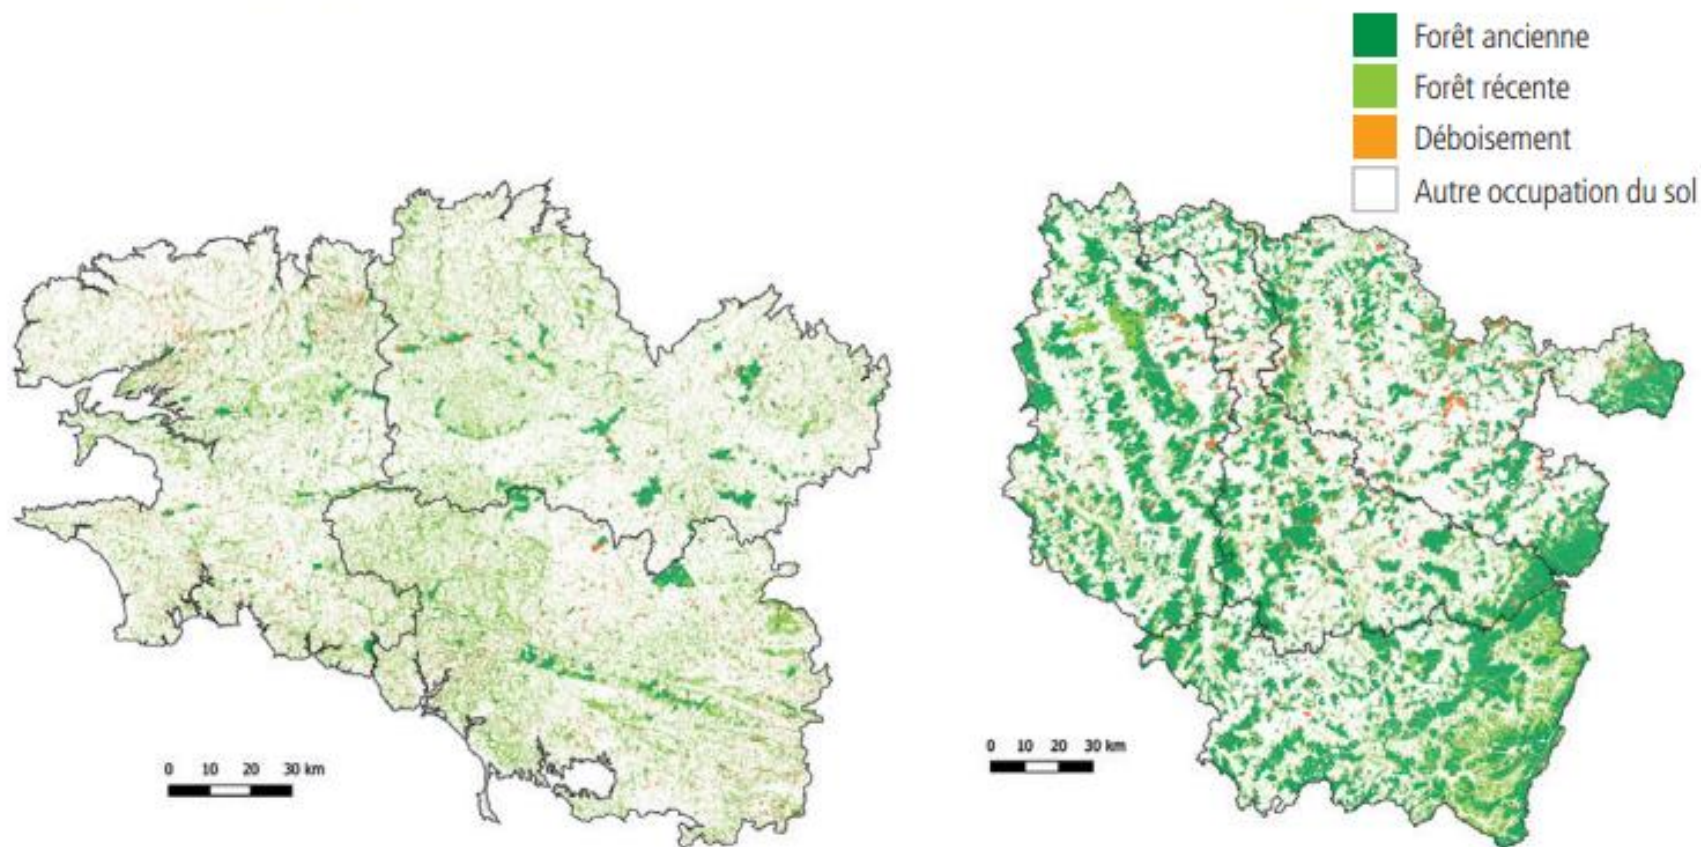 Forêt ancienne
Forêt récente
Déboisement
Autre occupation du sol
0 10 20 30 km
0 10 20 30 km